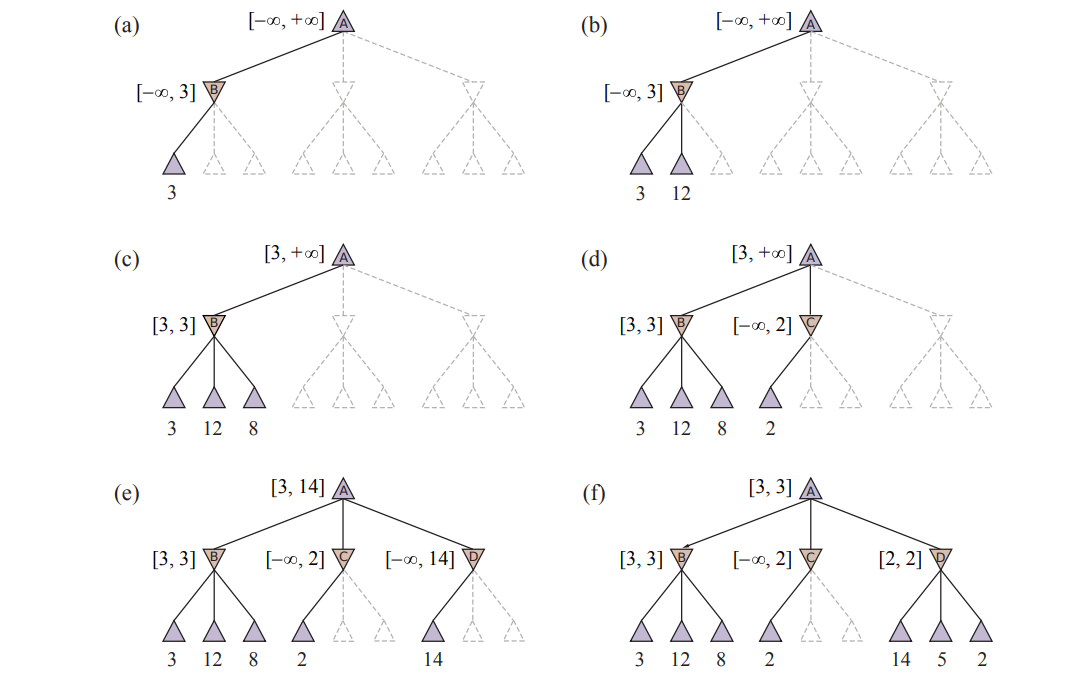 (a) [−∞, +∞] A
[−∞, 3] B
3
(b) [−∞, +∞] A
[−∞, 3] B
3 12
(c) [3, +∞] A
[3, 3] B
3 12 8
(d) [3, +∞] A
[3, 3] B [−∞, 2] C
3 12 8 2
(e) [3, 14] A
[3, 3] B [−∞, 2] C [−∞, 14] D
3 12 8 2 14
(f) [3, 3] A
[3, 3] B [−∞, 2] C [2, 2] D
3 12 8 2 14 5 2